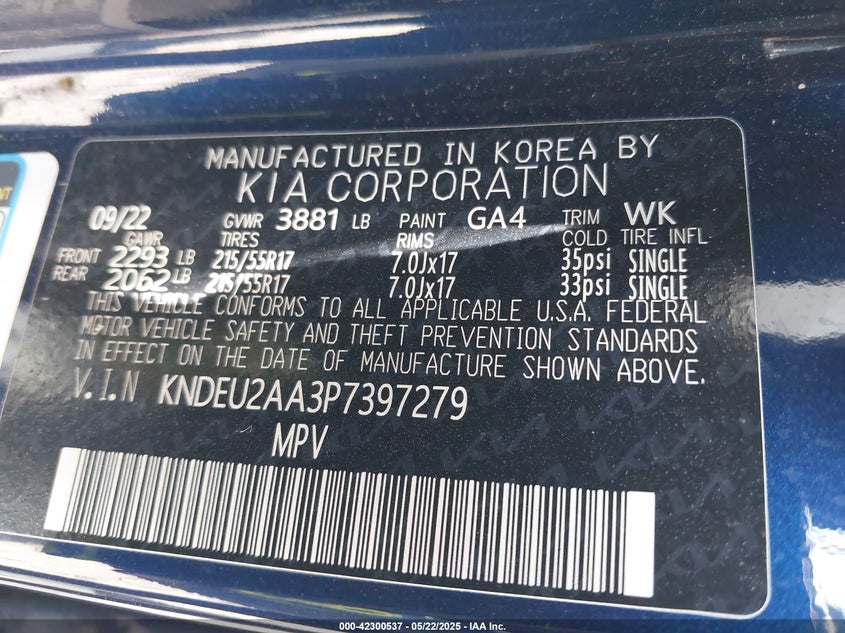 MANUFACTURED IN KOREA BY
KIA CORPORATION
09/22 GVWR 3881 LB PAINT GA4 TRIM WK
GAWR TIRES RIMS COLD TIRE INFL
FRONT 2293 LB 215/55R17 7.0Jx17 35psi SINGLE
REAR 2062 LB 215/55R17 7.0Jx17 33psi SINGLE
THIS VEHICLE CONFORMS TO ALL APPLICABLE U.S.A. FEDERAL
MOTOR VEHICLE SAFETY AND THEFT PREVENTION STANDARDS
IN EFFECT ON THE DATE OF MANUFACTURE SHOWN ABOVE.
V.I.N KNDEU2AA3P7397279
MPV
000-42300537 - 05/22/2025 - IAA Inc.